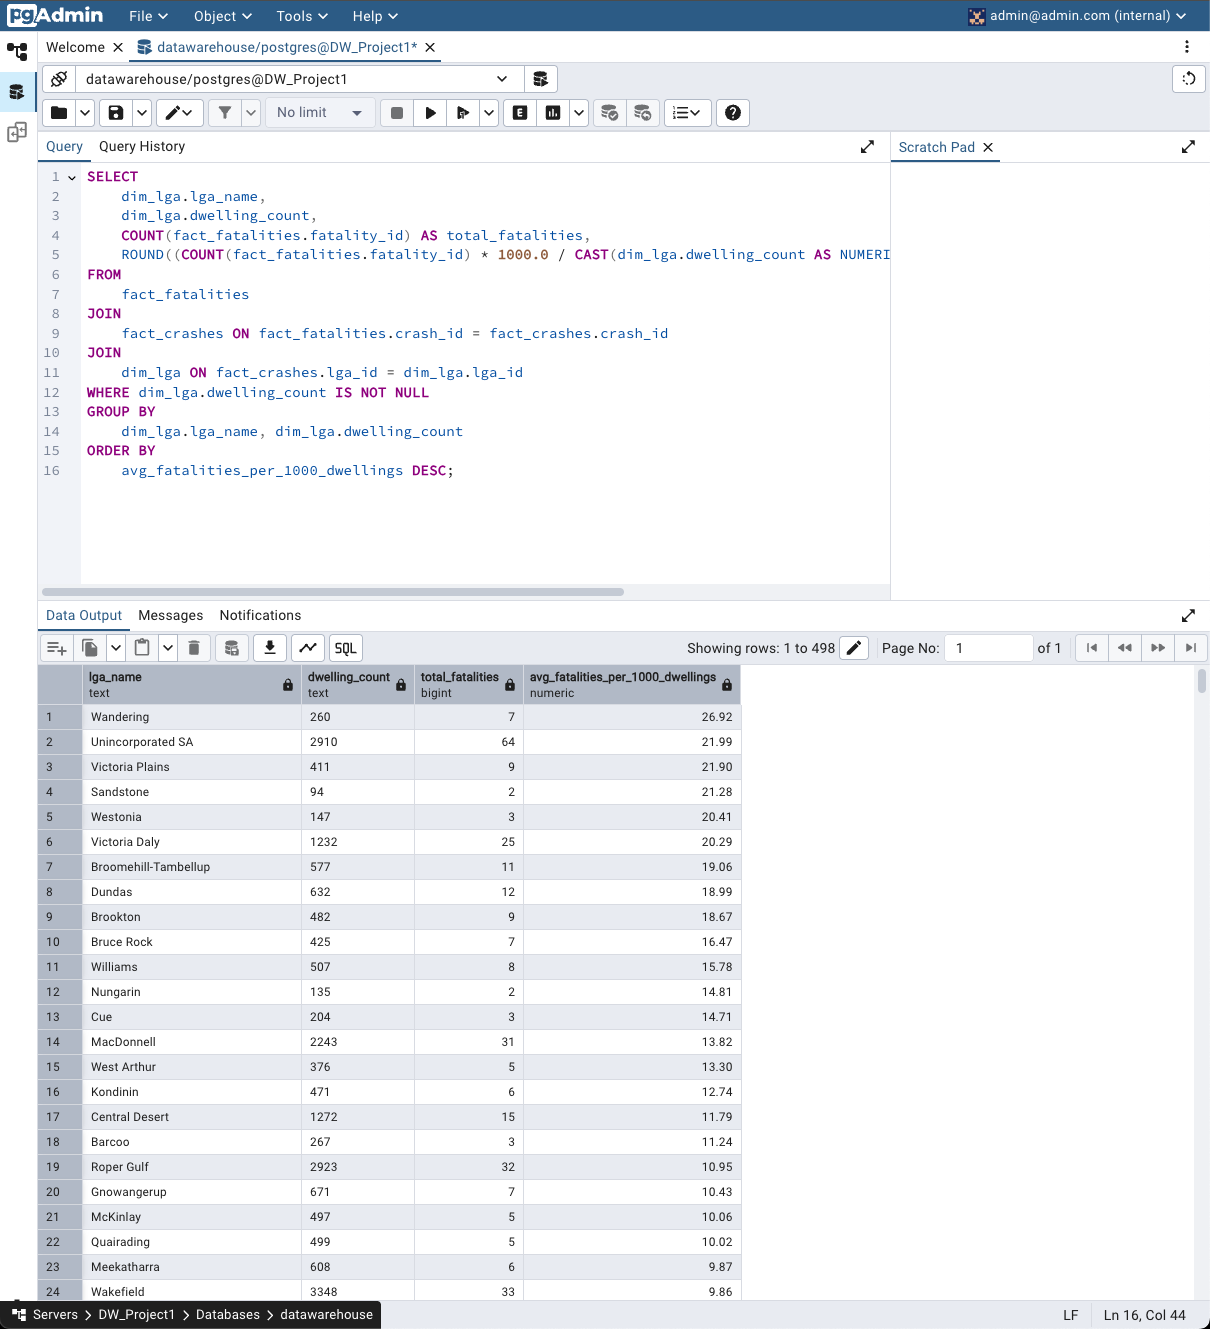 pgAdmin File Object Tools Help admin@admin.com (internal)
Welcome datawarehouse/postgres@DW_Project1*
datawarehouse/postgres@DW_Project1
No limit
Query Query History Scratch Pad
1 SELECT
2 dim_lga.lga_name,
3 dim_lga.dwelling_count,
4 COUNT(fact_fatalities.fatality_id) AS total_fatalities,
5 ROUND((COUNT(fact_fatalities.fatality_id) * 1000.0 / CAST(dim_lga.dwelling_count AS NUMERI
6 FROM
7 fact_fatalities
8 JOIN
9 fact_crashes ON fact_fatalities.crash_id = fact_crashes.crash_id
10 JOIN
11 dim_lga ON fact_crashes.lga_id = dim_lga.lga_id
12 WHERE dim_lga.dwelling_count IS NOT NULL
13 GROUP BY
14 dim_lga.lga_name, dim_lga.dwelling_count
15 ORDER BY
16 avg_fatalities_per_1000_dwellings DESC;
Data Output Messages Notifications
SQL Showing rows: 1 to 498 Page No: 1 of 1
lga_name dwelling_count total_fatalities avg_fatalities_per_1000_dwellings
text text bigint numeric
1 Wandering 260 7 26.92
2 Unincorporated SA 2910 64 21.99
3 Victoria Plains 411 9 21.90
4 Sandstone 94 2 21.28
5 Westonia 147 3 20.41
6 Victoria Daly 1232 25 20.29
7 Broomehill-Tambellup 577 11 19.06
8 Dundas 632 12 18.99
9 Brookton 482 9 18.67
10 Bruce Rock 425 7 16.47
11 Williams 507 8 15.78
12 Nungarin 135 2 14.81
13 Cue 204 3 14.71
14 MacDonnell 2243 31 13.82
15 West Arthur 376 5 13.30
16 Kondinin 471 6 12.74
17 Central Desert 1272 15 11.79
18 Barcoo 267 3 11.24
19 Roper Gulf 2923 32 10.95
20 Gnowangerup 671 7 10.43
21 McKinlay 497 5 10.06
22 Quairading 499 5 10.02
23 Meekatharra 608 6 9.87
24 Wakefield 3348 33 9.86
Servers > DW_Project1 > Databases > datawarehouse LF Ln 16, Col 44